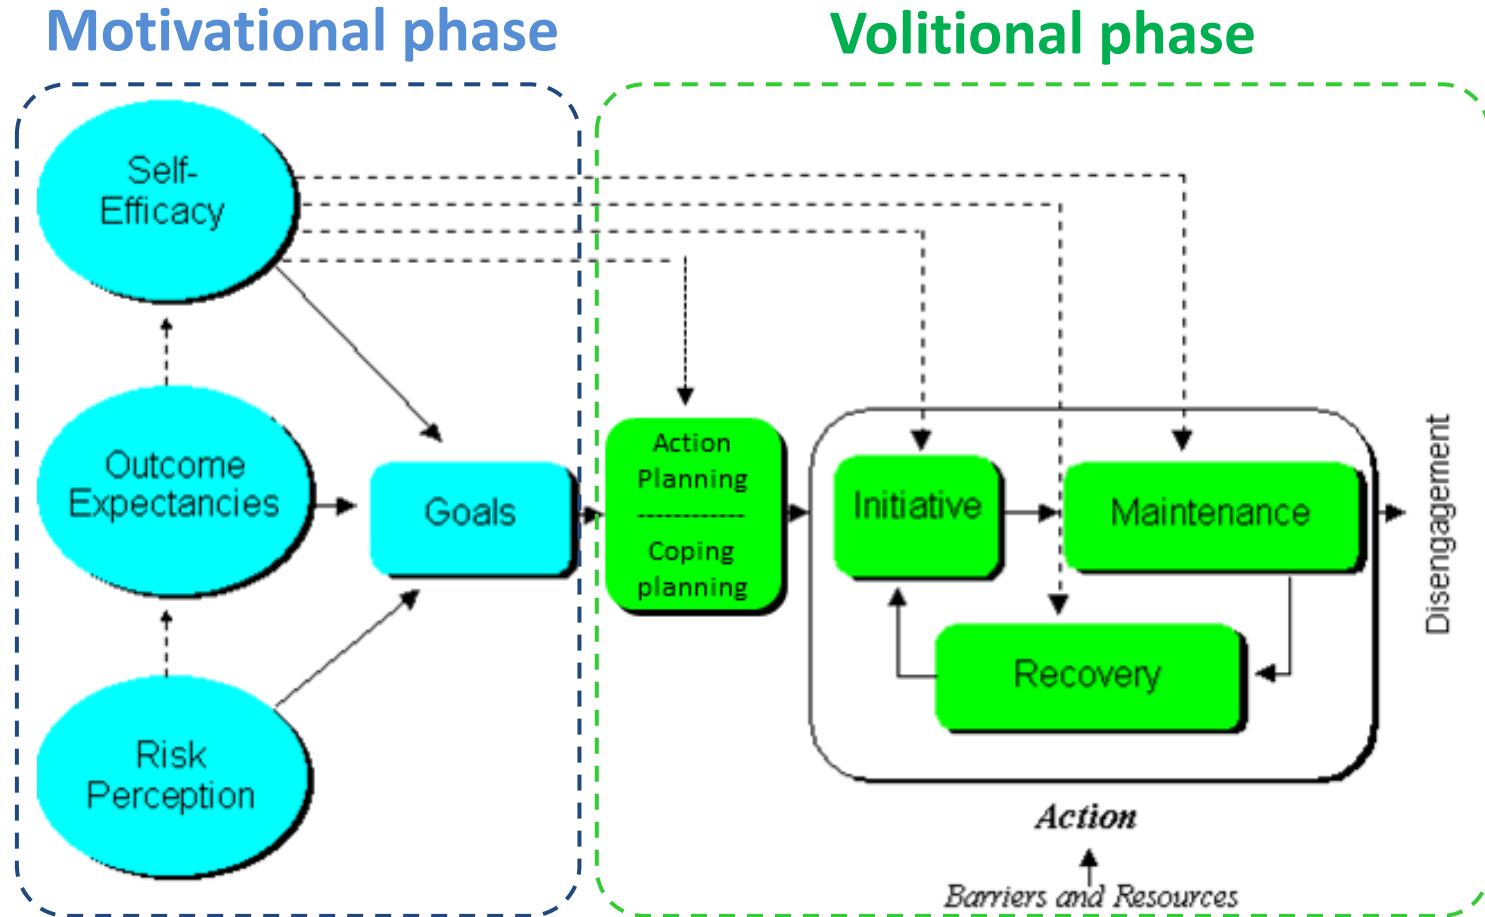 Motivational phase
Volitional phase
Self-
Efficacy
Outcome
Expectancies
Risk
Perception
Goals
Action
Planning
------------
Coping
planning
Initiative
Maintenance
Recovery
Disengagement
Action
Barriers and Resources